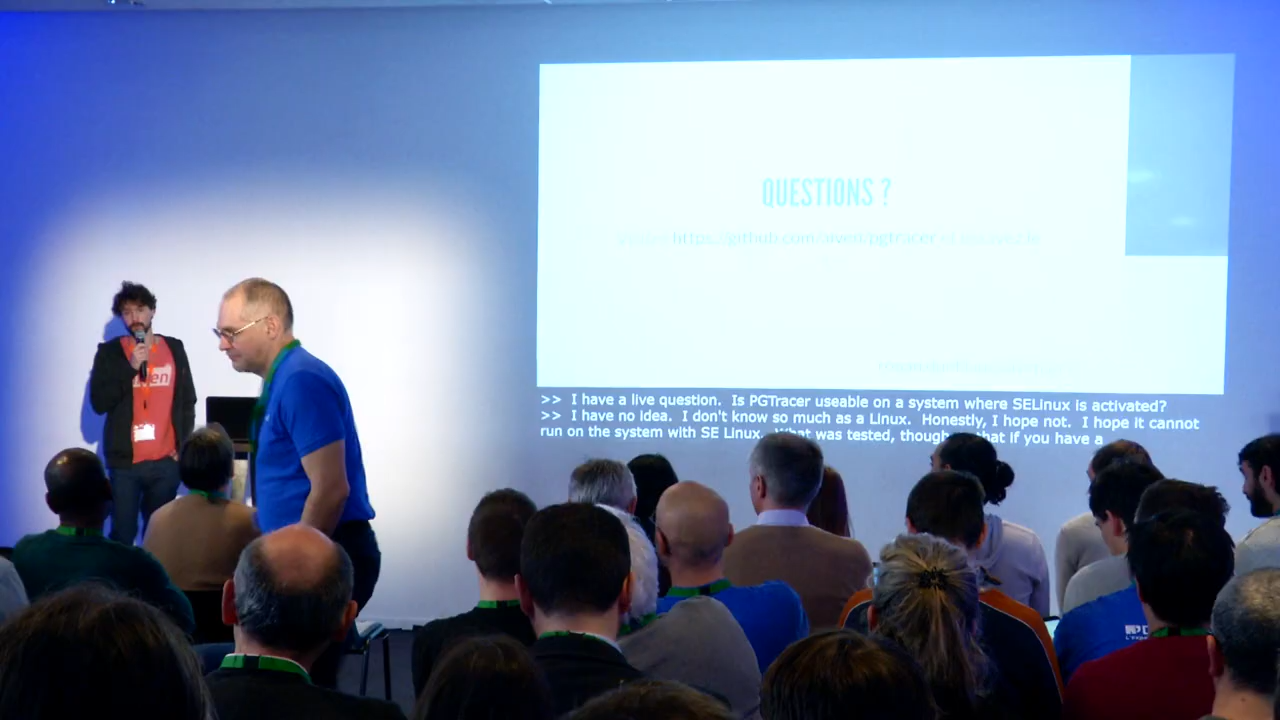 QUESTIONS ?
https://github.com/aiven/pgtracer
>> I have a live question. Is PGTracer useable on a system where SELinux is activated?
>> I have no idea. I don't know so much as a Linux. Honestly, I hope not. I hope it cannot
run on the system with SE Linux. What was tested, though, that if you have a